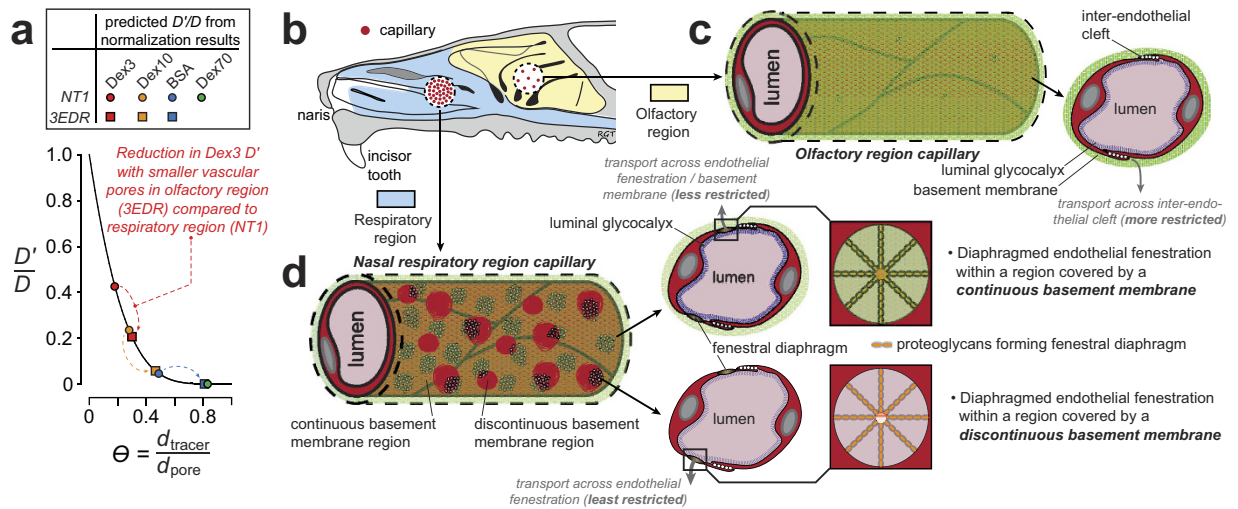 a
predicted D'/D from
normalization results
Dex3
Dex10
BSA
Dex70
NT1
3EDR
1.0
0.8
0.6
0.4
0.2
0
D'
D
Reduction in Dex3 D'
with smaller vascular
pores in olfactory region
(3EDR) compared to
respiratory region (NT1)
0
0.4
0.8
Θ = d tracer
d pore
b
capillary
naris
incisor
tooth
RGT
Respiratory
region
Olfactory
region
c
lumen
Olfactory region capillary
inter-endothelial
cleft
lumen
luminal glycocalyx
basement membrane
transport across inter-endo-
thelial cleft (more restricted)
d
Nasal respiratory region capillary
lumen
continuous basement
membrane region
discontinuous basement
membrane region
transport across endothelial
fenestration / basement
membrane (less restricted)
luminal glycocalyx
lumen
fenestral diaphragm
lumen
transport across endothelial
fenestration (least restricted)
• Diaphragmed endothelial fenestration
within a region covered by a
continuous basement membrane
proteoglycans forming fenestral diaphragm
• Diaphragmed endothelial fenestration
within a region covered by a
discontinuous basement membrane